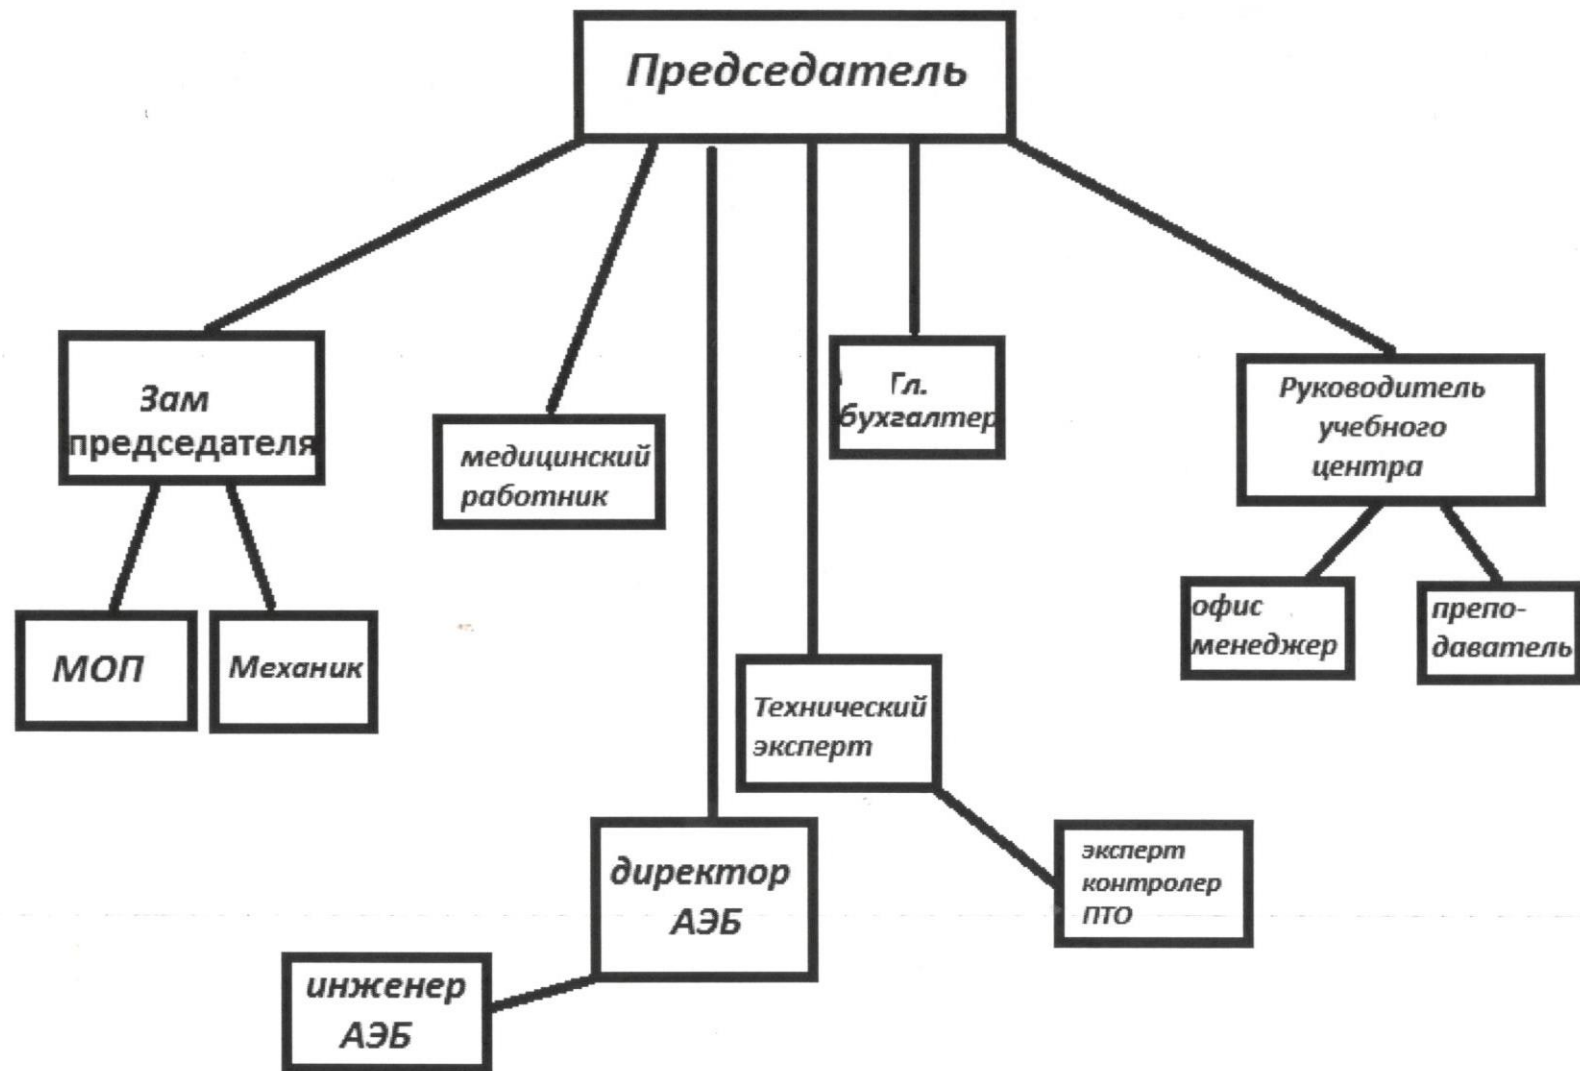 Председатель
Зам
председателя
медицинский
работник
Гл.
бухгалтер
Руководитель
учебного
центра
МОП
Механик
офис
менеджер
препо-
даватель
Технический
эксперт
директор
АЭБ
эксперт
контролер
ПТО
инженер
АЭБ